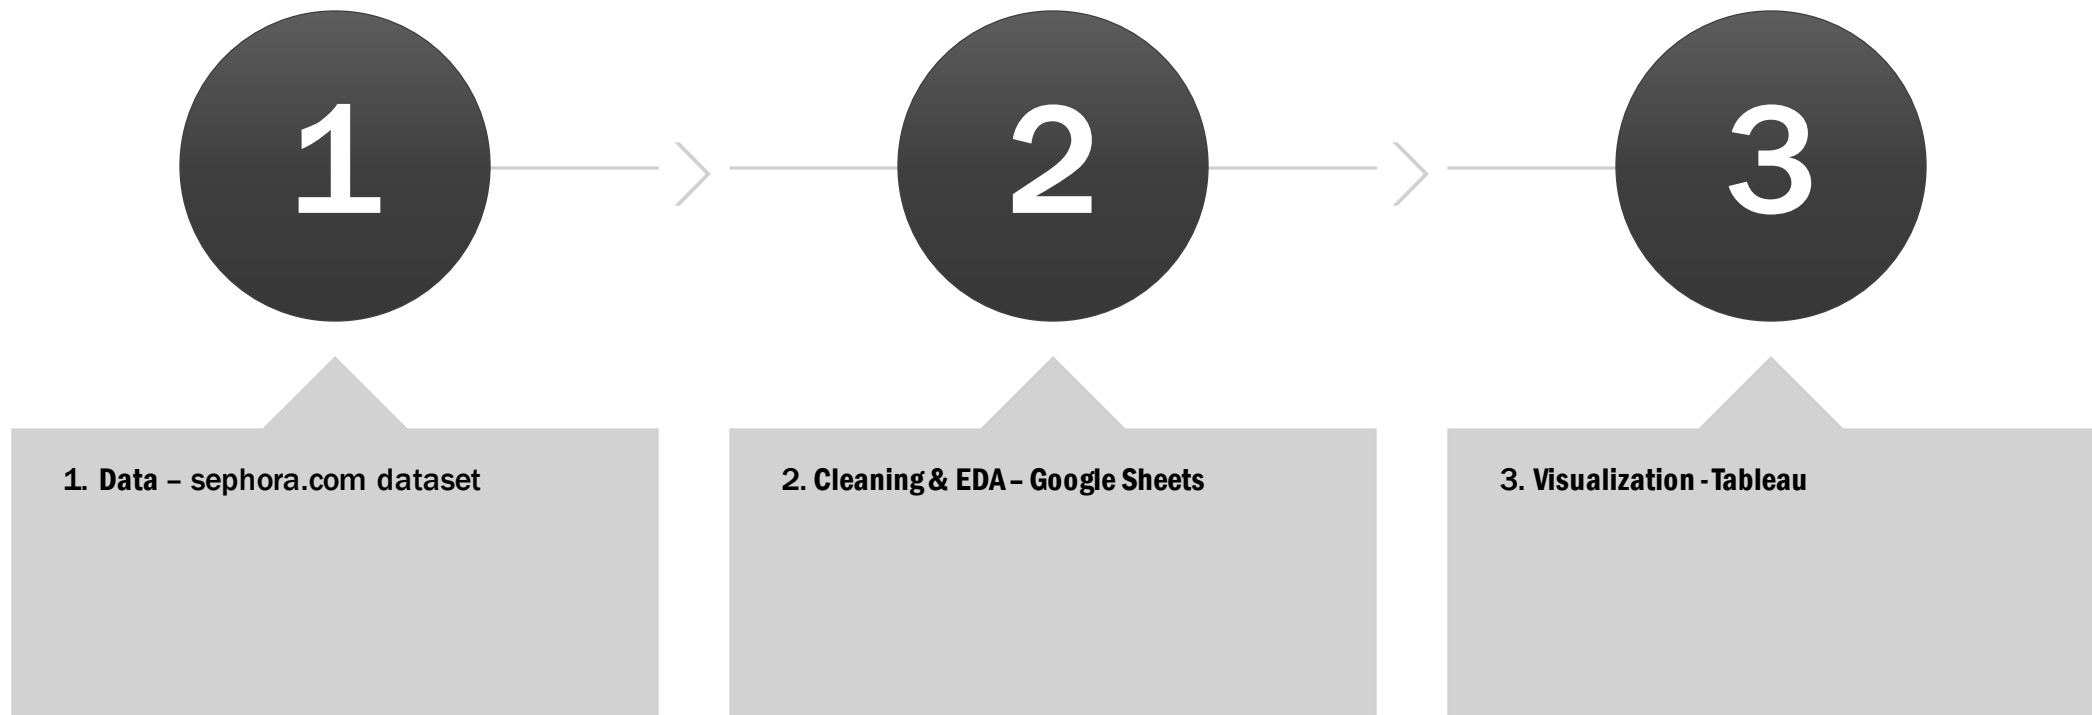 1
2
3
1. Data – sephora.com dataset
2. Cleaning & EDA – Google Sheets
3. Visualization - Tableau